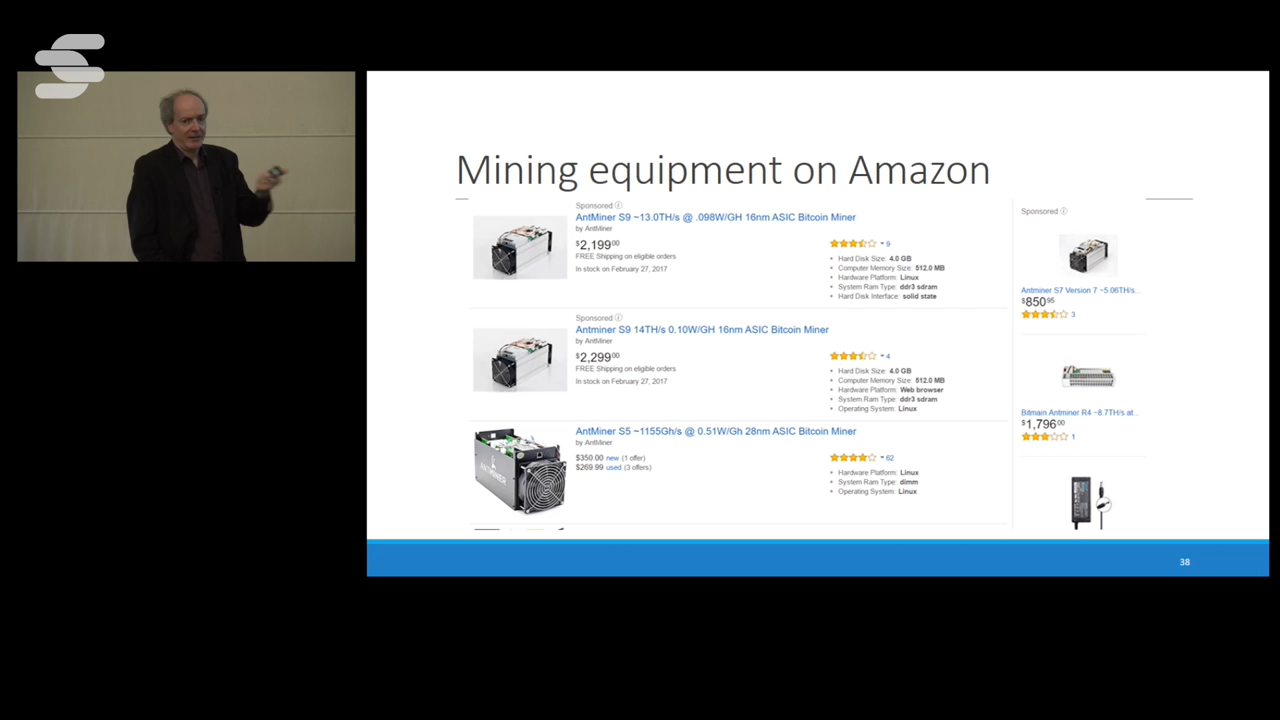 Mining equipment on Amazon
Sponsored
AntMiner S9 ~13.0TH/s @ .098W/GH 16nm ASIC Bitcoin Miner
by AntMiner
$2,199.00
FREE Shipping on eligible orders
In stock on February 27, 2017
9
Hard Disk Size: 4.0 GB
Computer Memory Size: 512.0 MB
Hardware Platform: Linux
System Ram Type: ddr3 sdram
Hard Disk Interface: solid state
Sponsored
Antminer S9 14TH/s 0.10W/GH 16nm ASIC Bitcoin Miner
by AntMiner
$2,299.00
FREE Shipping on eligible orders
In stock on February 27, 2017
4
Hard Disk Size: 4.0 GB
Computer Memory Size: 512.0 MB
Hardware Platform: Web browser
System Ram Type: ddr3 sdram
Operating System: Linux
AntMiner S5 ~1155Gh/s @ 0.51W/Gh 28nm ASIC Bitcoin Miner
by AntMiner
$350.00 new (1 offer)
$269.99 used (3 offers)
62
Hardware Platform: Linux
System Ram Type: dimm
Operating System: Linux
ANTMINER
Sponsored
Antminer S7 Version 7 ~5.06TH/s...
$850.95
3
Bitmain Antminer R4 ~8.7TH/s at...
$1,796.00
1
38